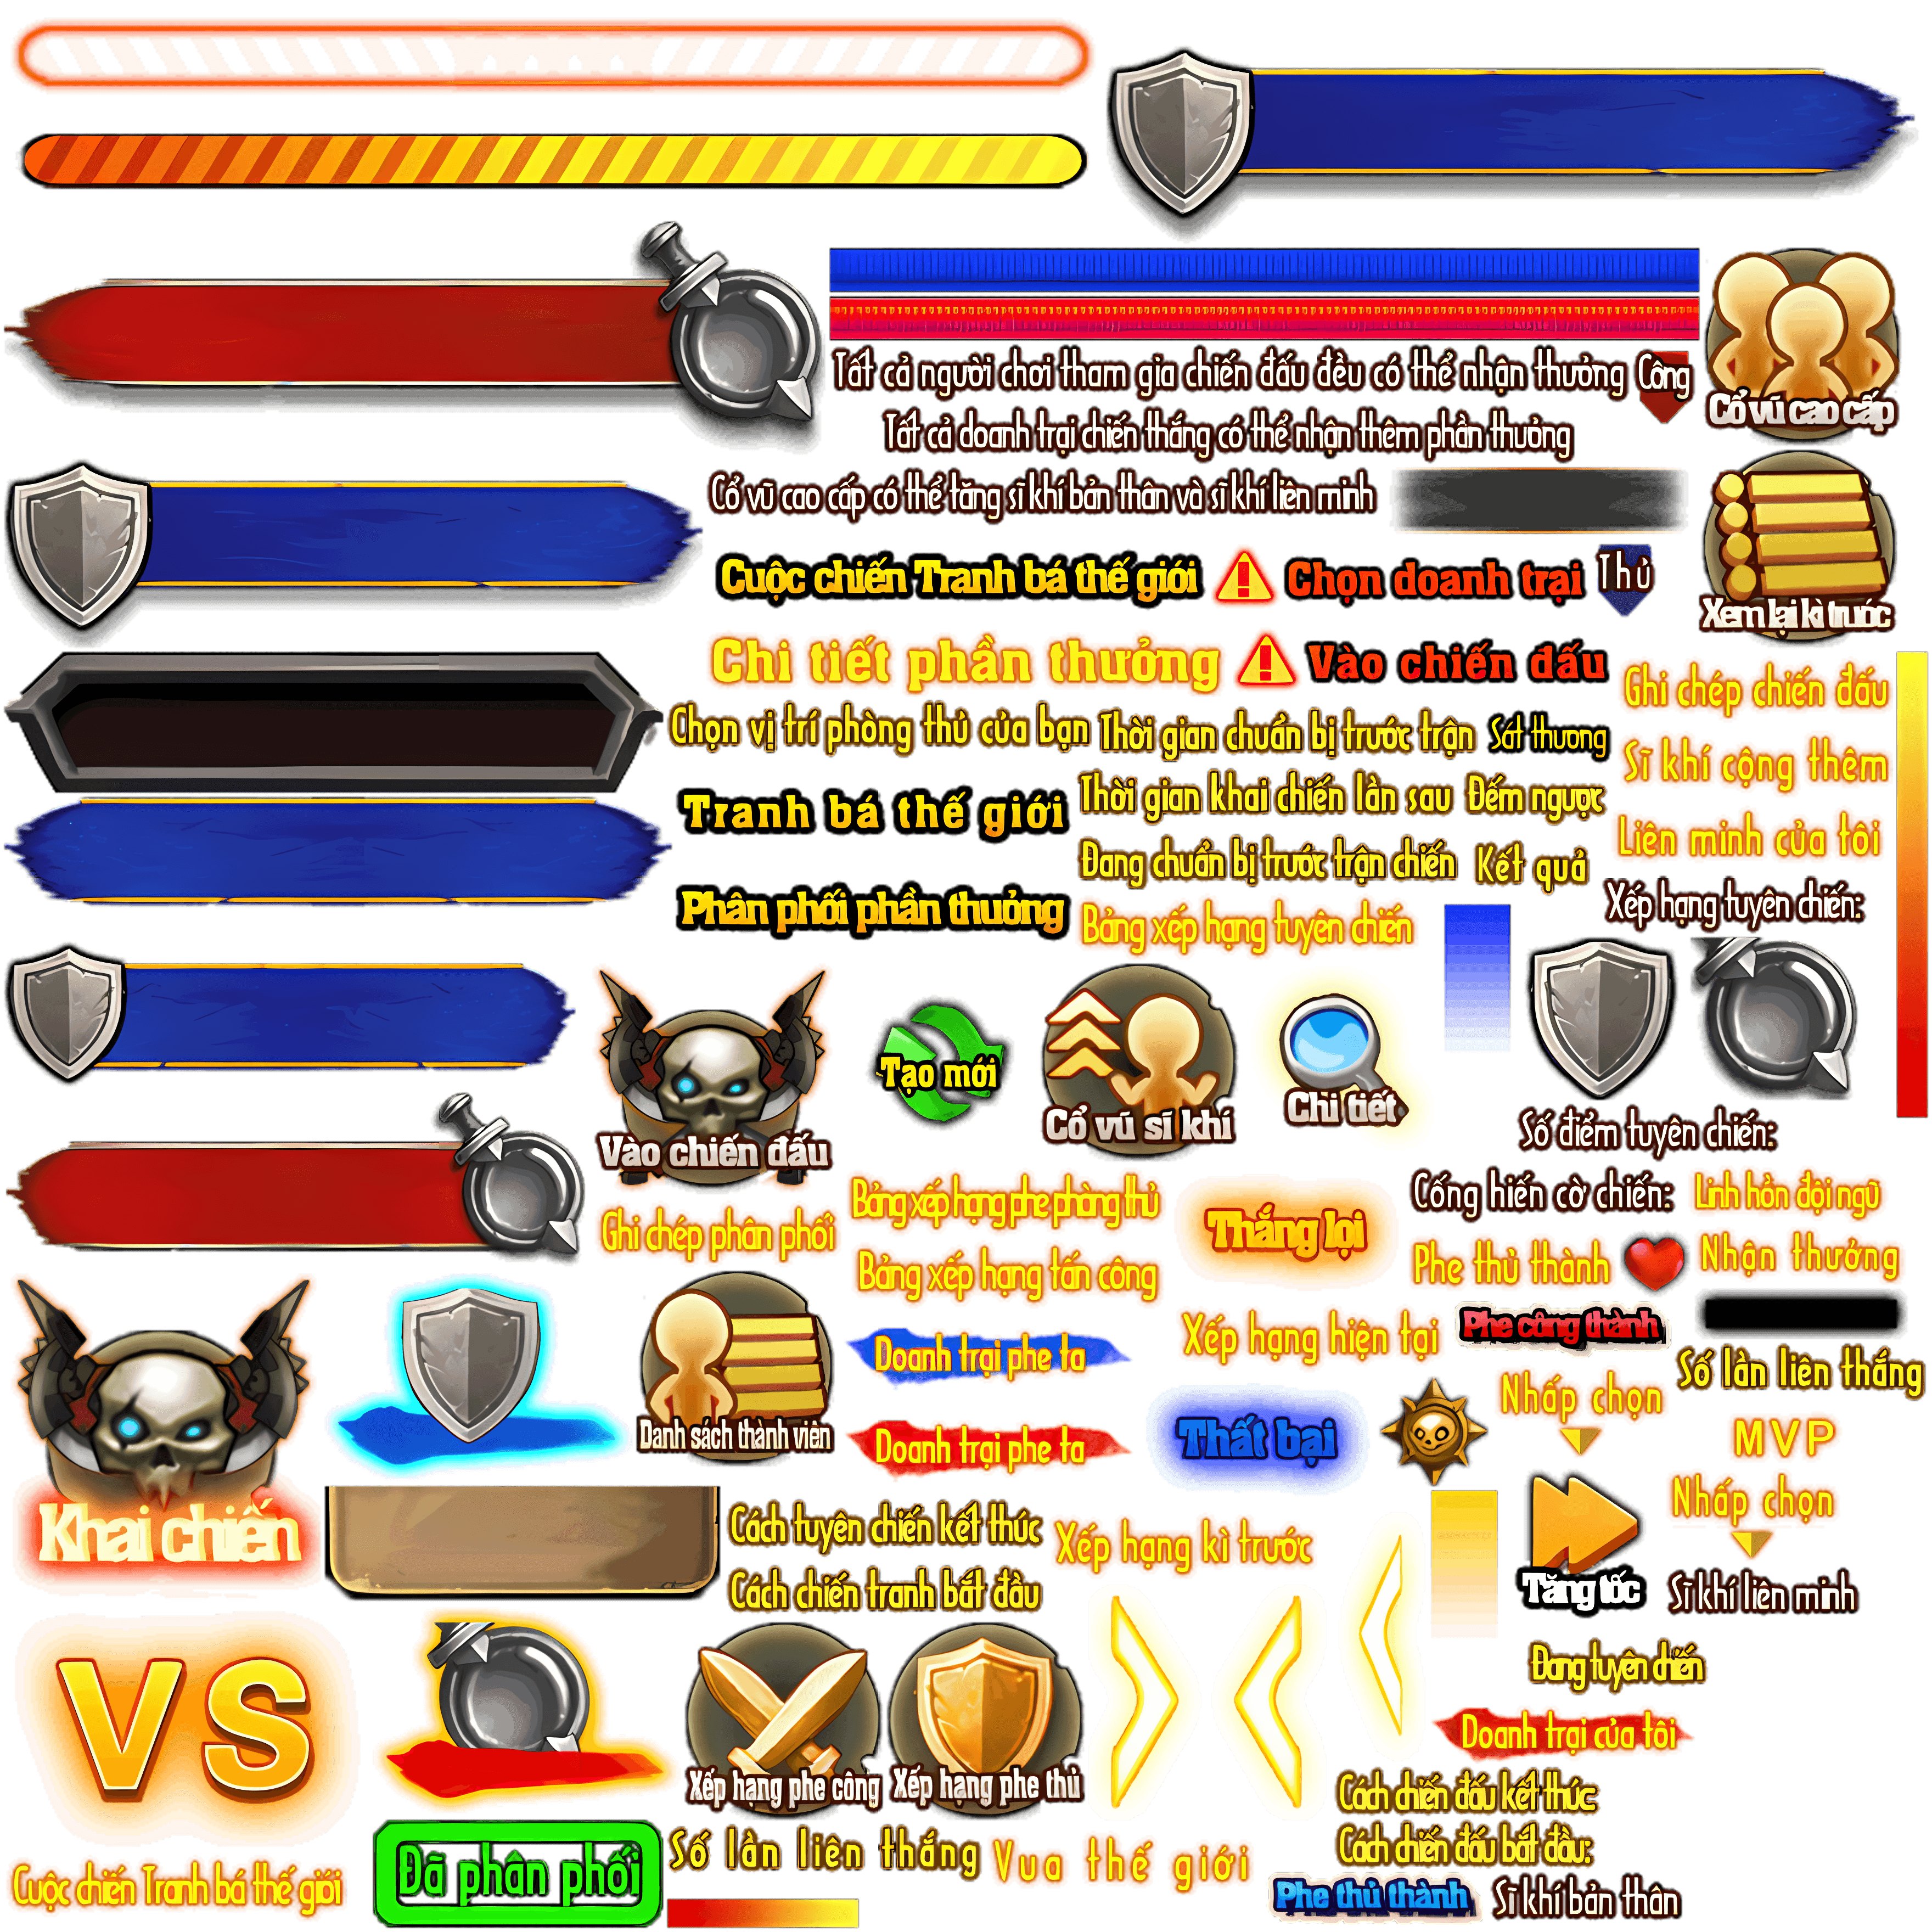 Tất cả người chơi tham gia chiến đấu đều có thể nhận thưởng
Công
Cổ vũ cao cấp
Tất cả doanh trại chiến thắng có thể nhận thêm phần thưởng
Cổ vũ cao cấp có thể tăng sĩ khí bản thân và sĩ khí liên minh
Cuộc chiến Tranh bá thế giới
Chọn doanh trại
Thủ
Xem lại kì trước
Chi tiết phần thưởng
Vào chiến đấu
Ghi chép chiến đấu
Chọn vị trí phòng thủ của bạn
Thời gian chuẩn bị trước trận
Sát thương
Sĩ khí cộng thêm
Tranh bá thế giới
Thời gian khai chiến lần sau
Đếm ngược
Liên minh của tôi
Đang chuẩn bị trước trận chiến
Kết quả
Phân phối phần thưởng
Bảng xếp hạng tuyên chiến
Xếp hạng tuyên chiến:
Vào chiến đấu
Tạo mới
Cổ vũ sĩ khí
Chi tiết
Số điểm tuyên chiến:
Ghi chép phân phối
Bảng xếp hạng phe phòng thủ
Thắng lợi
Cống hiến cờ chiến:
Linh hồn đội ngũ
Bảng xếp hạng tấn công
Phe thủ thành
Nhận thưởng
Khai chiến
Danh sách thành viên
Doanh trại phe ta
Xếp hạng hiện tại
Phe công thành
Số lần liên thắng
Doanh trại phe ta
Thất bại
Nhấp chọn
MVP
Cách tuyên chiến kết thúc
Xếp hạng kì trước
Nhấp chọn
Cách chiến tranh bắt đầu
Tăng tốc
Sĩ khí liên minh
VS
Đang tuyên chiến
Xếp hạng phe công
Xếp hạng phe thủ
Doanh trại của tôi
Cách chiến đấu kết thúc:
Cuộc chiến Tranh bá thế giới
Đã phân phối
Số lần liên thắng
Vua thế giới
Cách chiến đấu bắt đầu:
Phe thủ thành
Sĩ khí bản thân